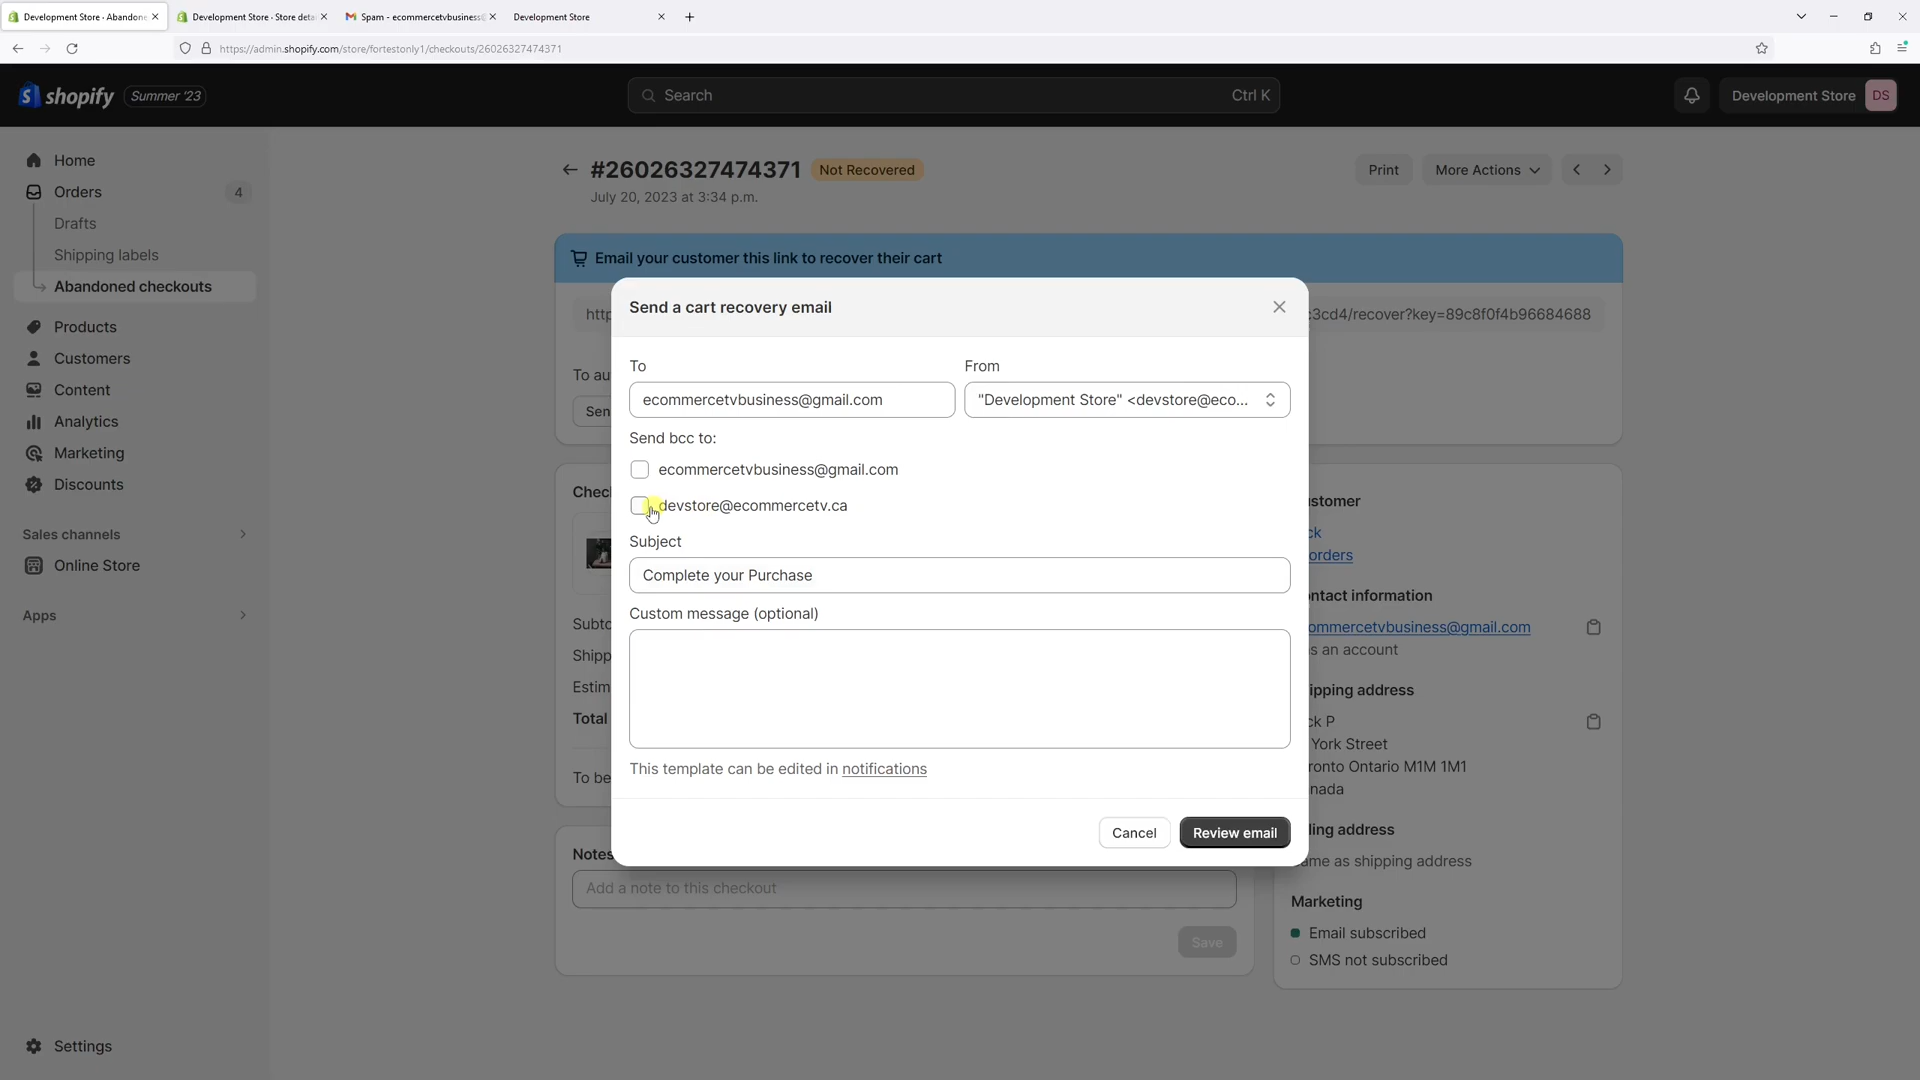 Development Store · Abandone
Development Store · Store deta
Spam - ecommercetvbusiness@
Development Store
https://admin.shopify.com/store/fortestonly1/checkouts/26026327474371
shopify
Summer '23
Search
Ctrl K
Development Store
DS
Home
Orders
4
Drafts
Shipping labels
Abandoned checkouts
Products
Customers
Content
Analytics
Marketing
Discounts
Sales channels
Online Store
Apps
Settings
#26026327474371
Not Recovered
July 20, 2023 at 3:34 p.m.
Print
More Actions
Email your customer this link to recover their cart
http
:3cd4/recover?key=89c8f0f4b96684688
To au
Sen
Send a cart recovery email
To
From
ecommercetvbusiness@gmail.com
"Development Store" <devstore@eco...
Send bcc to:
ecommercetvbusiness@gmail.com
devstore@ecommercetv.ca
Subject
Complete your Purchase
Custom message (optional)
This template can be edited in notifications
Cancel
Review email
Chec
Subto
Shipp
Estim
Total
To be
Notes
Add a note to this checkout
Save
stomer
ck
orders
ntact information
ommercetvbusiness@gmail.com
s an account
ipping address
ck P
York Street
ronto Ontario M1M 1M1
nada
ling address
ame as shipping address
Marketing
Email subscribed
SMS not subscribed